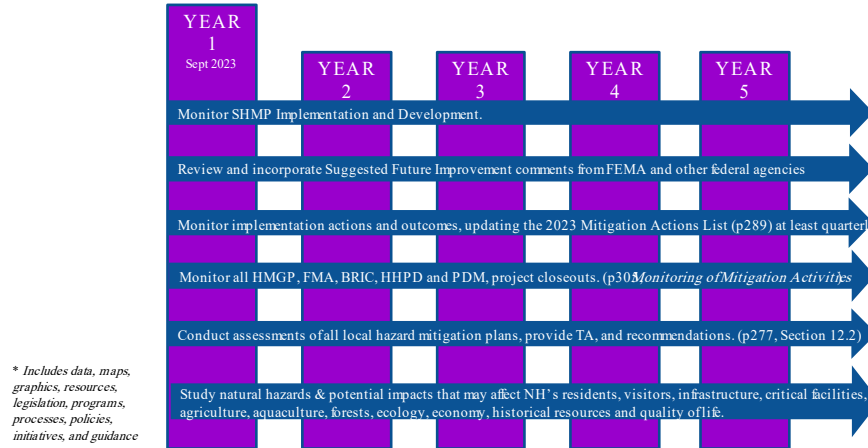 YEAR
1
Sept 2023
YEAR
2
YEAR
3
YEAR
4
YEAR
5
Monitor SHMP Implementation and Development.
Review and incorporate Suggested Future Improvement comments from FEMA and other federal agencies
Monitor implementation actions and outcomes, updating the 2023 Mitigation Actions List (p289) at least quarterl
Monitor all HMGP, FMA, BRIC, HHPD and PDM, project closeouts. (p305 Monitoring of Mitigation Activities).
Conduct assessments of all local hazard mitigation plans, provide TA, and recommendations. (p277, Section 12.2)
Study natural hazards & potential impacts that may affect NH's residents, visitors, infrastructure, critical facilities,
agriculture, aquaculture, forests, ecology, economy, historical resources and quality of life.
* Includes data, maps,
graphics, resources,
legislation, programs,
processes, policies,
initiatives, and guidance